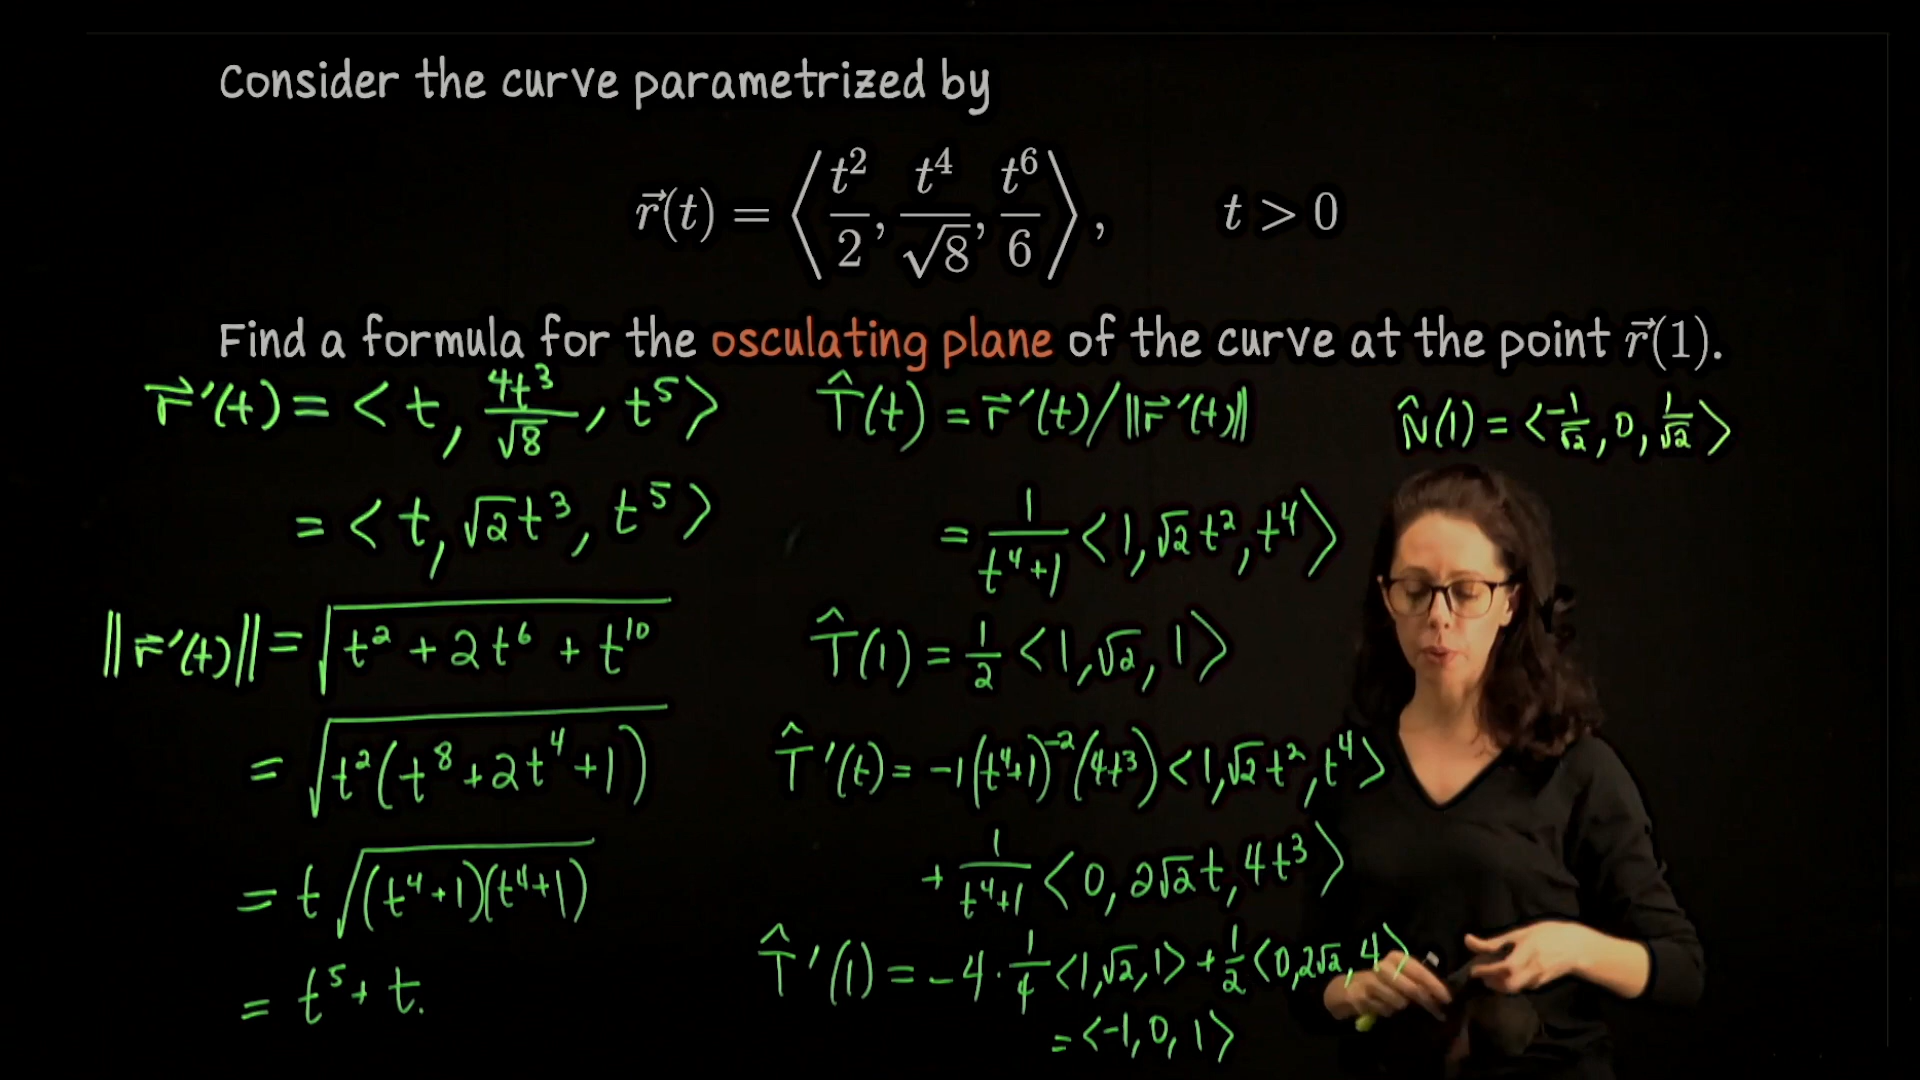 Consider the curve parametrized by
r⃗(t) = ⟨t²/2, t⁴/√8, t⁶/6⟩, t > 0
Find a formula for the osculating plane of the curve at the point r⃗(1).
r⃗′(t) = <t, 4t³/√8, t⁵>
= <t, √2t³, t⁵>
||r⃗′(t)|| = √(t² + 2t⁶ + t¹⁰)
= √(t²(t⁸+2t⁴+1))
= t√((t⁴+1)(t⁴+1))
= t⁵ + t.
T̂(t) = r⃗′(t)/||r⃗′(t)||
= 1/(t⁴+1) <1, √2t², t⁴>
T̂(1) = 1/2 <1, √2, 1>
T̂′(t) = -1(t⁴+1)⁻²(4t³)<1, √2t², t⁴>
+ 1/(t⁴+1) <0, 2√2t, 4t³>
T̂′(1) = -4 · 1/4 <1, √2, 1> + 1/2 <0, 2√2, 4>
= <-1, 0, 1>
N̂(1) = <-1/√2, 0, 1/√2>